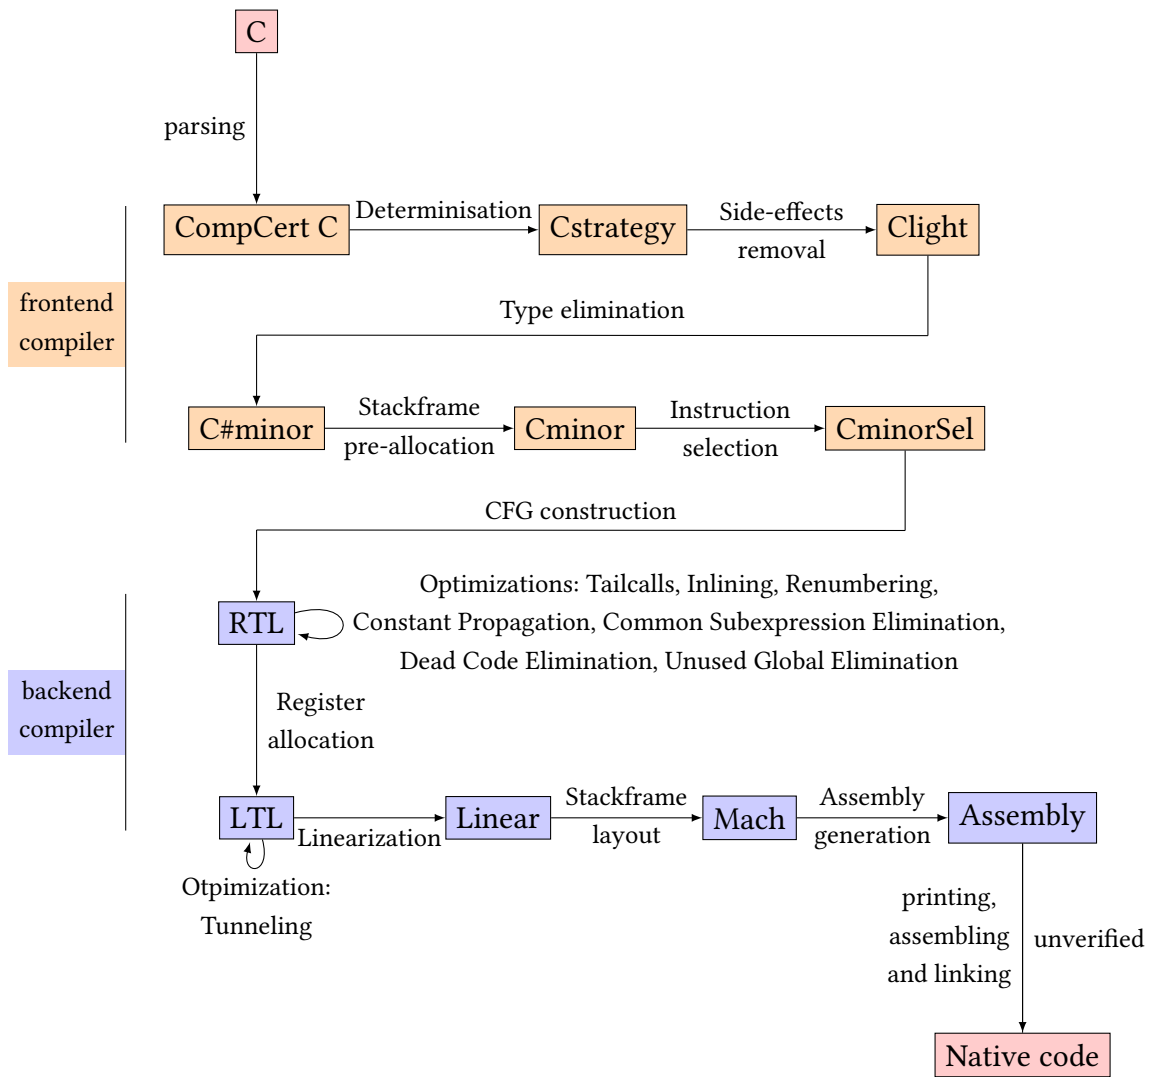 C
parsing
CompCert C
Determinisation
Cstrategy
Side-effects
removal
Clight
frontend
compiler
Type elimination
C#minor
Stackframe
pre-allocation
Cminor
Instruction
selection
CminorSel
CFG construction
RTL
Optimizations: Tailcalls, Inlining, Renumbering,
Constant Propagation, Common Subexpression Elimination,
Dead Code Elimination, Unused Global Elimination
backend
compiler
Register
allocation
LTL
Linearization
Linear
Stackframe
layout
Mach
Assembly
generation
Assembly
Otpimization:
Tunneling
printing,
assembling
and linking
unverified
Native code